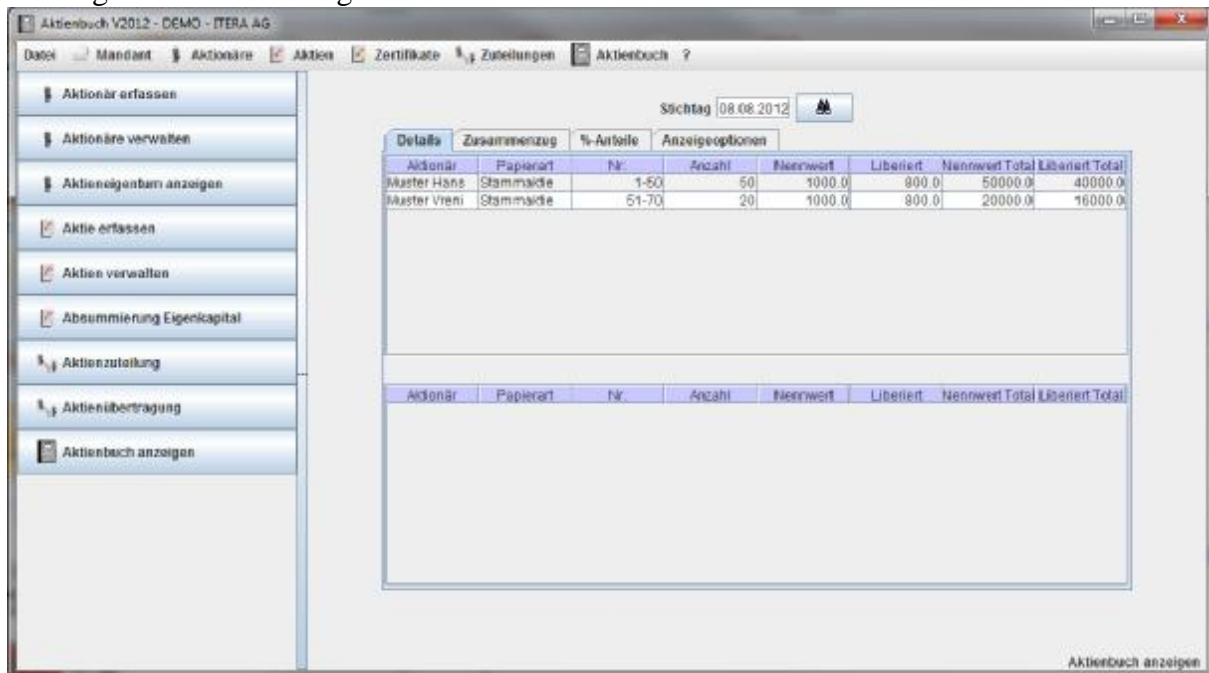 Aktienbuch V2012 - DEMO - ITERA AG
Datei Mandant Aktionäre Aktien Zertifikate Zuteilungen Aktienbuch ?
Aktionär erfassen
Aktionäre verwalten
Aktieneigentum anzeigen
Aktie erfassen
Aktien verwalten
Absummierung Eigenkapital
Aktienzuteilung
Aktienübertragung
Aktienbuch anzeigen
Stichtag 08.08.2012
Details Zusammenzug %-Anteile Anzeigeoptionen
Aktionär Papierart Nr. Anzahl Nennwert Liberiert Nennwert Total Liberiert Total
Muster Hans Stammaktie 1-50 50 1000.0 800.0 50000.0 40000.0
Muster Vreni Stammaktie 51-70 20 1000.0 800.0 20000.0 16000.0
Aktionär Papierart Nr. Anzahl Nennwert Liberiert Nennwert Total Liberiert Total
Aktienbuch anzeigen